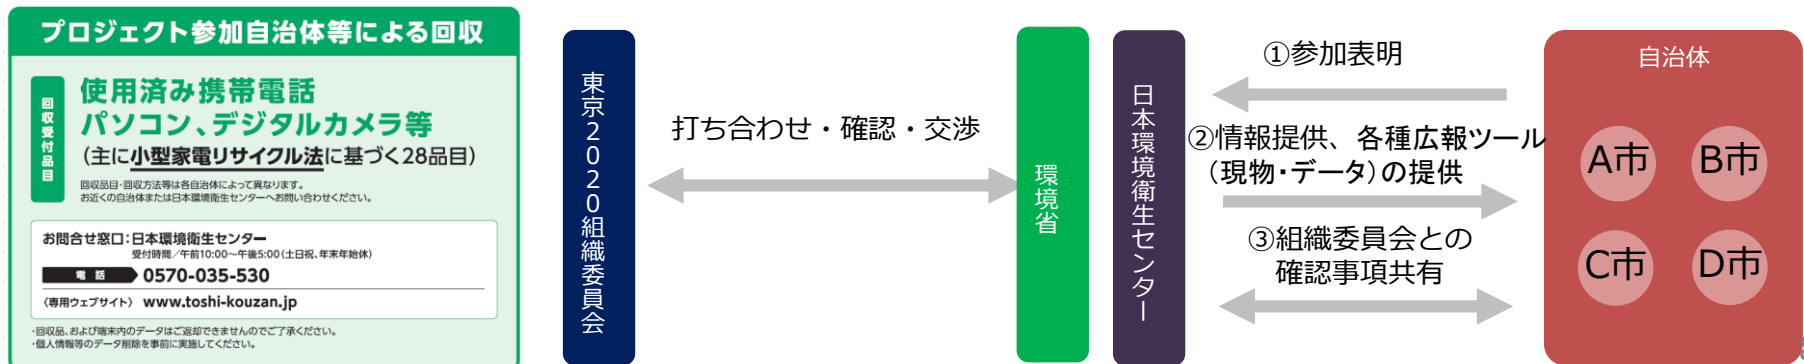 プロジェクト参加自治体等による回収
回収受付品目
使用済み携帯電話
パソコン、デジタルカメラ等
(主に小型家電リサイクル法に基づく28品目)
回収品目・回収方法等は各自治体によって異なります。
お近くの自治体または日本環境衛生センターへお問い合わせください。
お問合せ窓口:日本環境衛生センター
受付時間/午前10:00〜午後5:00(土日祝、年末年始休)
電話 0570-035-530
〈専用ウェブサイト〉 www.toshi-kouzan.jp
・回収品、および端末内のデータはご返却できませんのでご了承ください。
・個人情報等のデータ削除を事前に実施してください。
東京2020組織委員会
打ち合わせ・確認・交渉
環境省
日本環境衛生センター
①参加表明
②情報提供、各種広報ツール
(現物・データ)の提供
③組織委員会との
確認事項共有
自治体
A市
B市
C市
D市